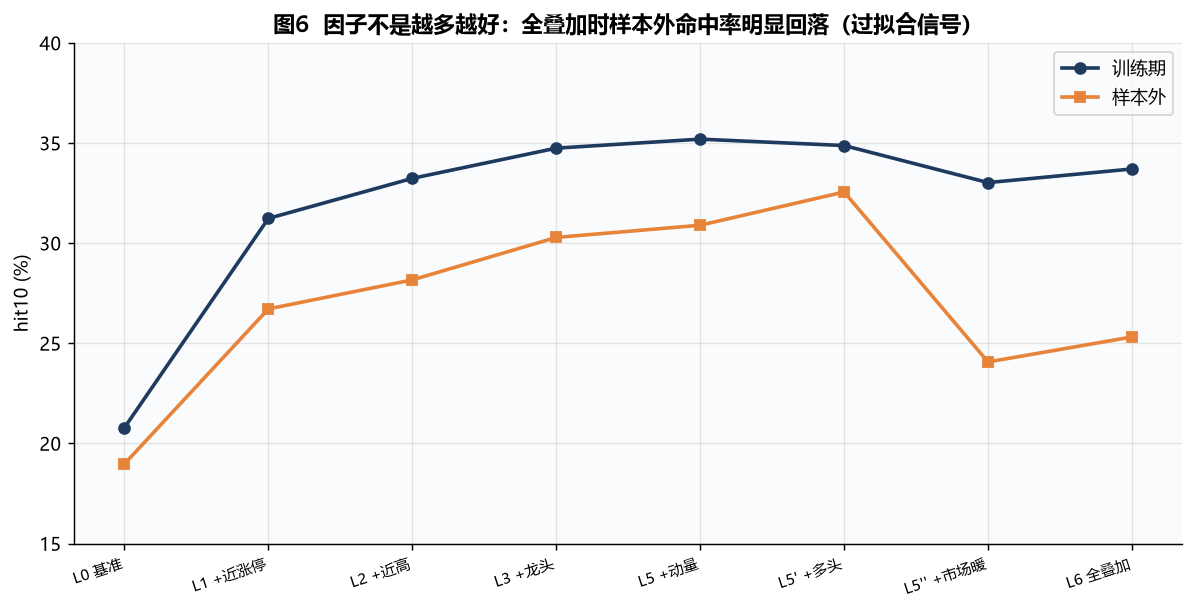 图6  因子不是越多越好：全叠加时样本外命中率明显回落（过拟合信号）
训练期
样本外
hit10 (%)
40
35
30
25
20
15
L0 基准
L1 +近涨停
L2 +近高
L3 +龙头
L5 +动量
L5' +多头
L5'' +市场暖
L6 全叠加